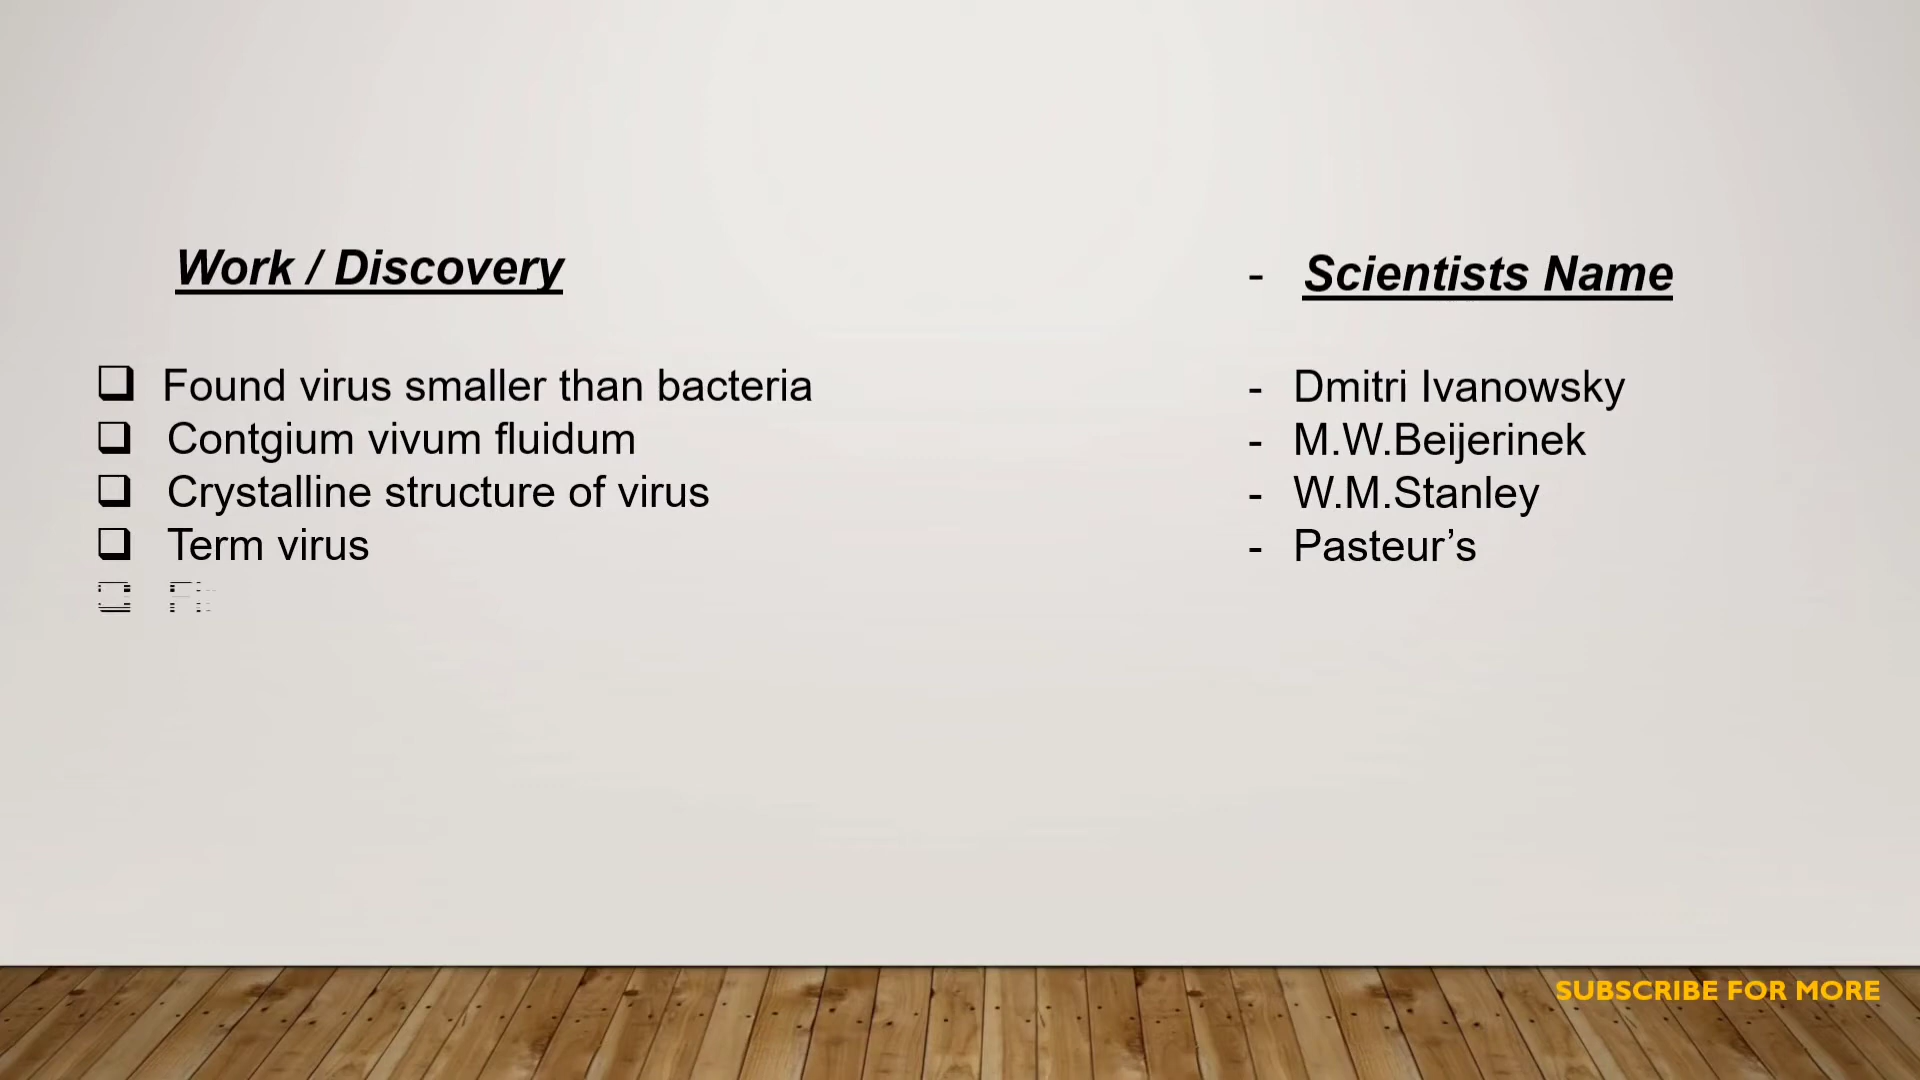 Work / Discovery - Scientists Name
❑ Found virus smaller than bacteria - Dmitri Ivanowsky
❑ Contgium vivum fluidum - M.W.Beijerinek
❑ Crystalline structure of virus - W.M.Stanley
❑ Term virus - Pasteur’s
SUBSCRIBE FOR MORE